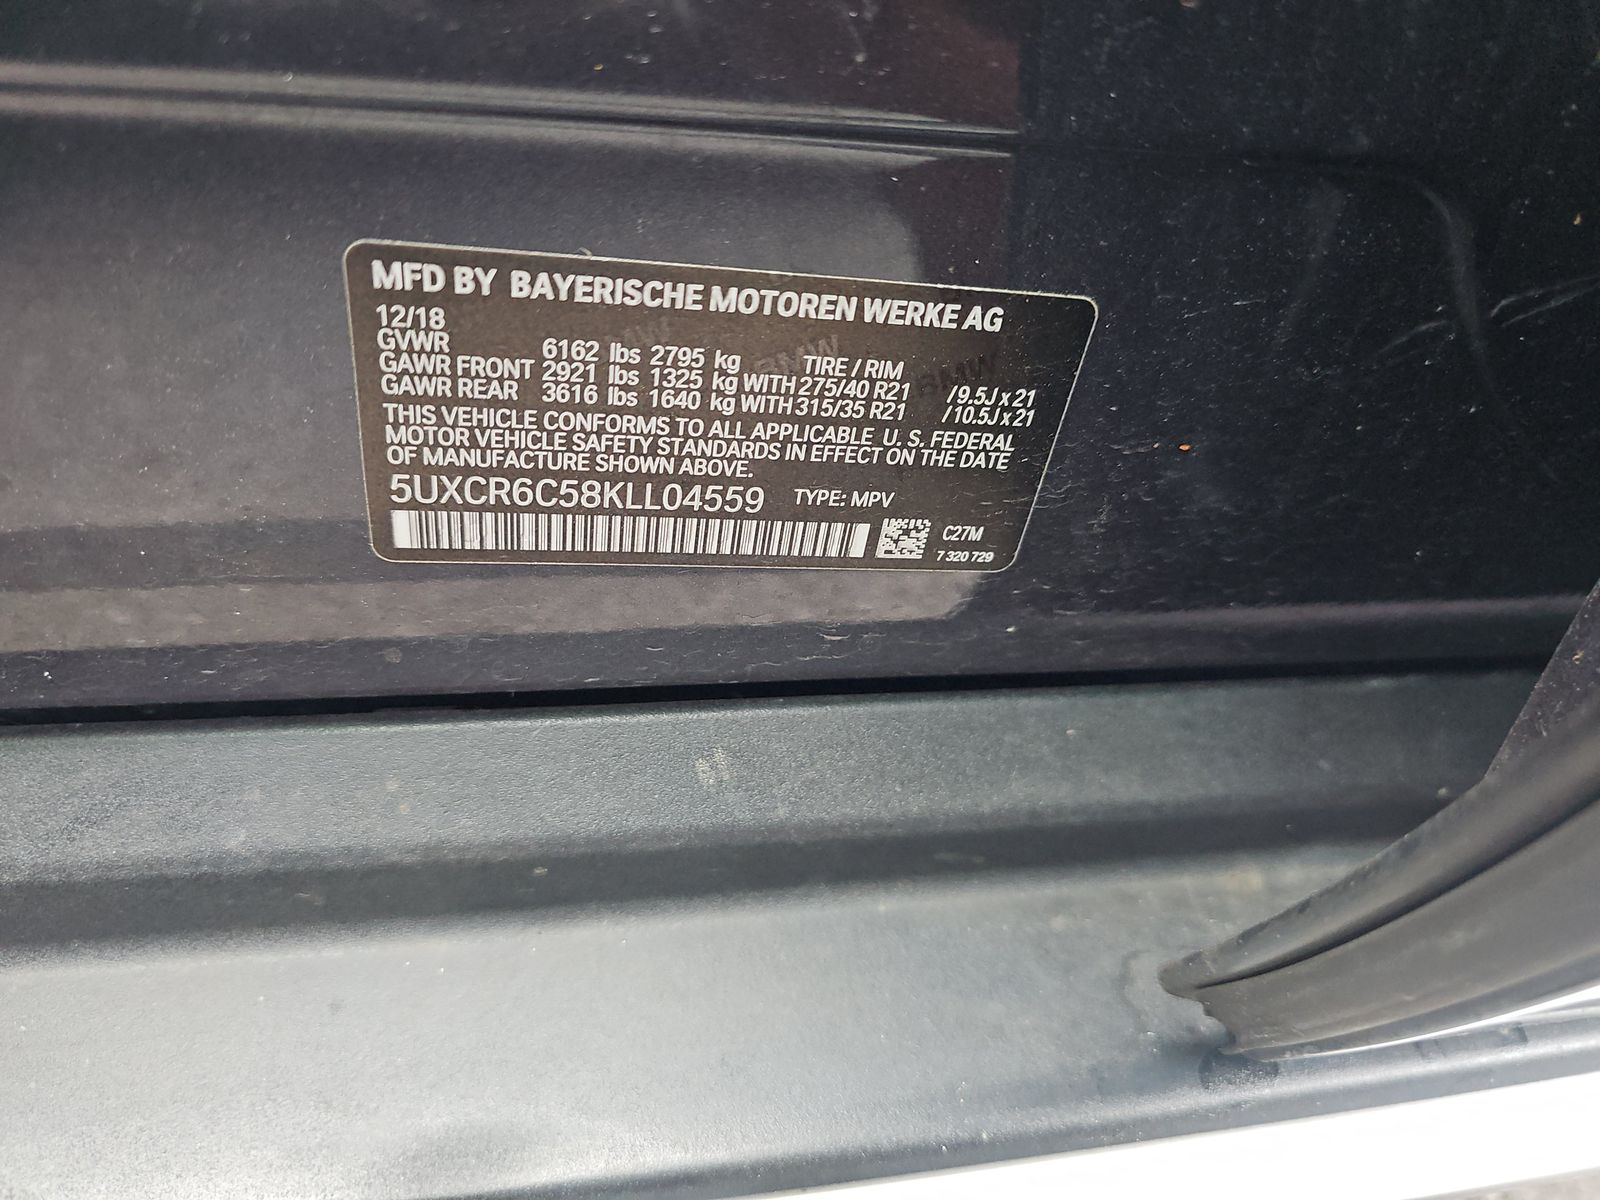 MFD BY BAYERISCHE MOTOREN WERKE AG
12/18
GVWR 6162 lbs 2795 kg TIRE / RIM
GAWR FRONT 2921 lbs 1325 kg WITH 275/40 R21 /9.5J x 21
GAWR REAR 3616 lbs 1640 kg WITH 315/35 R21 /10.5J x 21
THIS VEHICLE CONFORMS TO ALL APPLICABLE U. S. FEDERAL
MOTOR VEHICLE SAFETY STANDARDS IN EFFECT ON THE DATE
OF MANUFACTURE SHOWN ABOVE.
5UXCR6C58KLL04559 TYPE: MPV
C27M
7 320 729